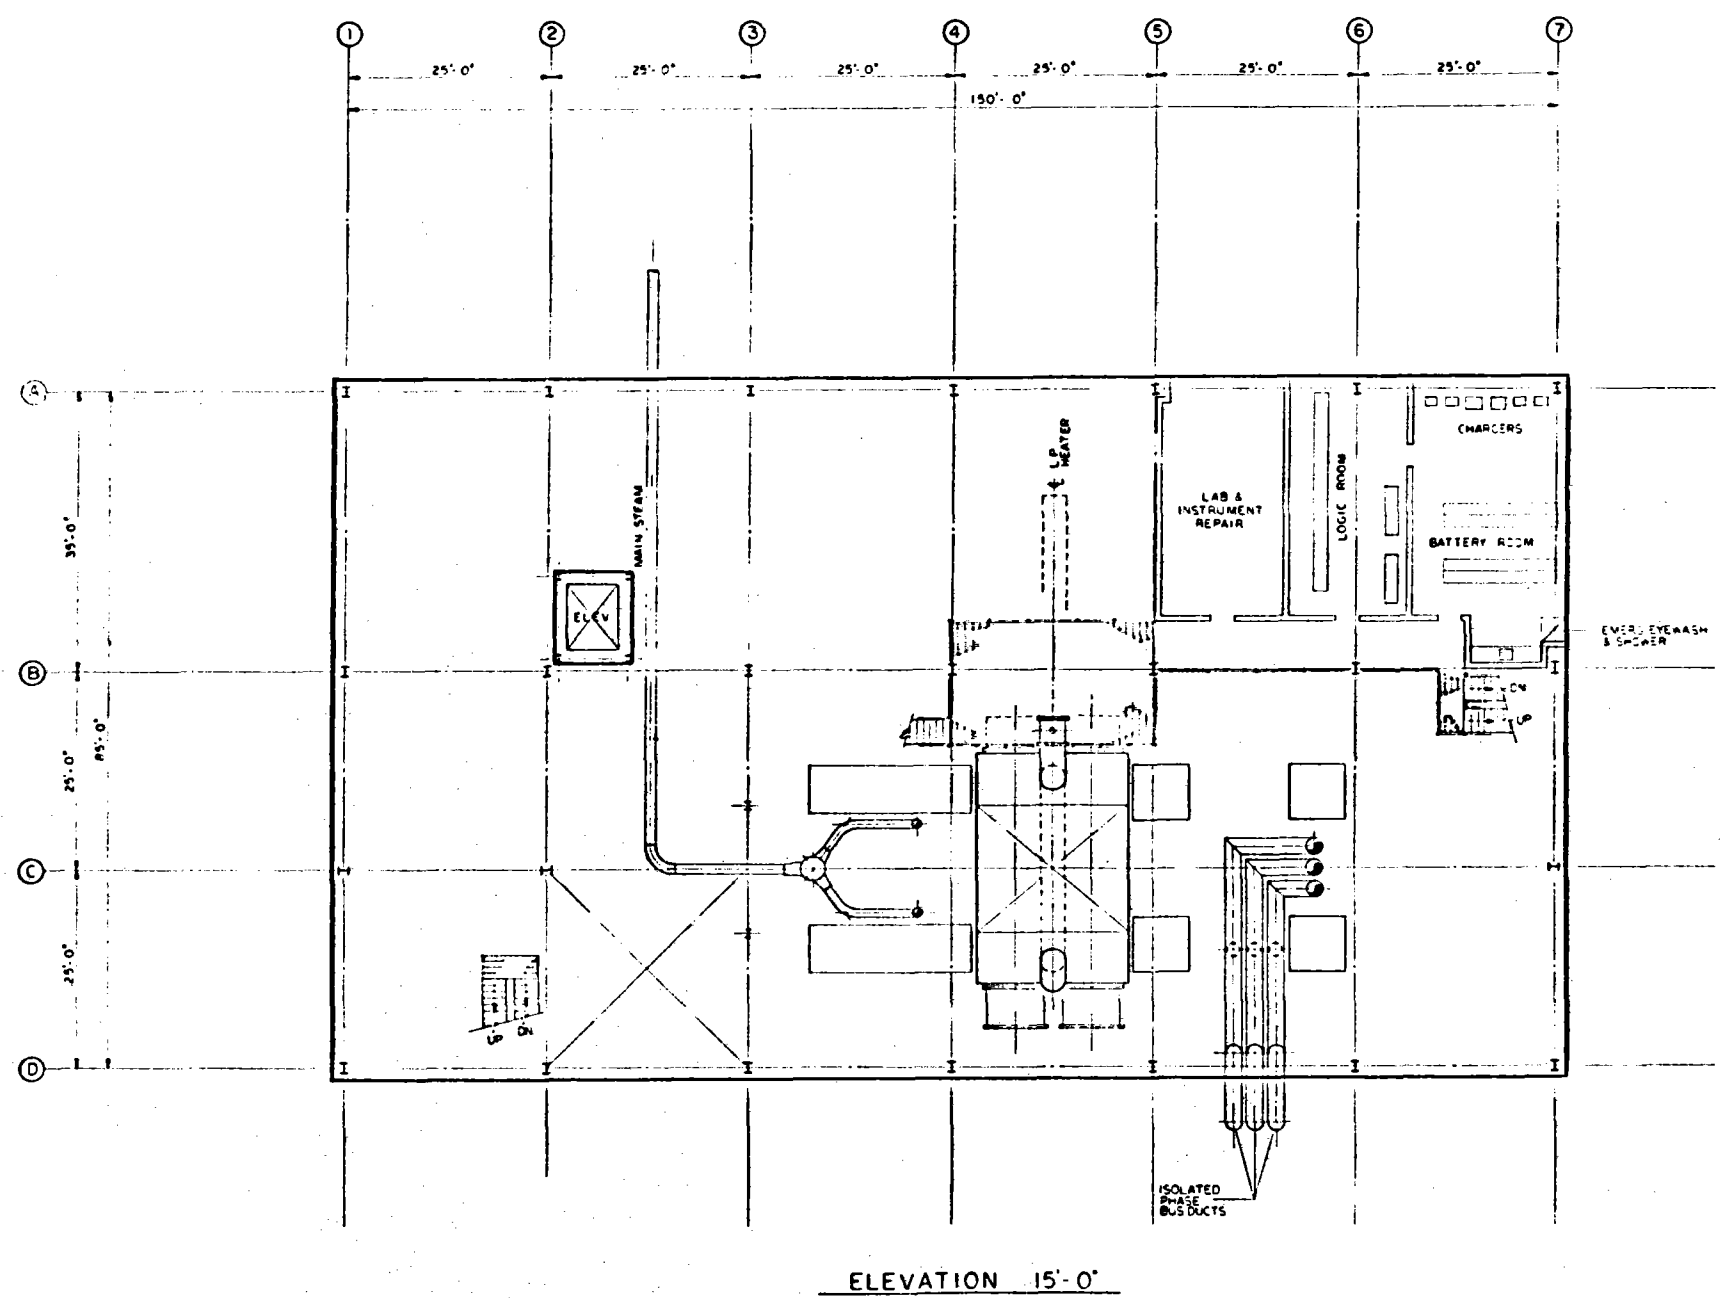 1 2 3 4 5 6 7
25'-0" 25'-0" 25'-0" 25'-0" 25'-0" 25'-0"
150'-0"
A
CHARGERS
℄ L.P.
HEATER
LAB &
INSTRUMENT
REPAIR
LOGIC ROOM
MAIN STEAM
BATTERY ROOM
35'-0"
ELEV
EMERG EYEWASH
& SHOWER
B
DN
UP
85'-0"
25'-0"
C
25'-0"
UP DN
D
ISOLATED
PHASE
BUS DUCTS
ELEVATION 15'-0"